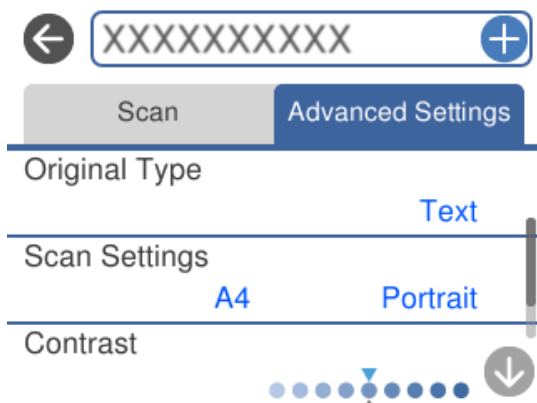 XXXXXXXXXX
Scan
Advanced Settings
Original Type
Text
Scan Settings
A4 Portrait
Contrast